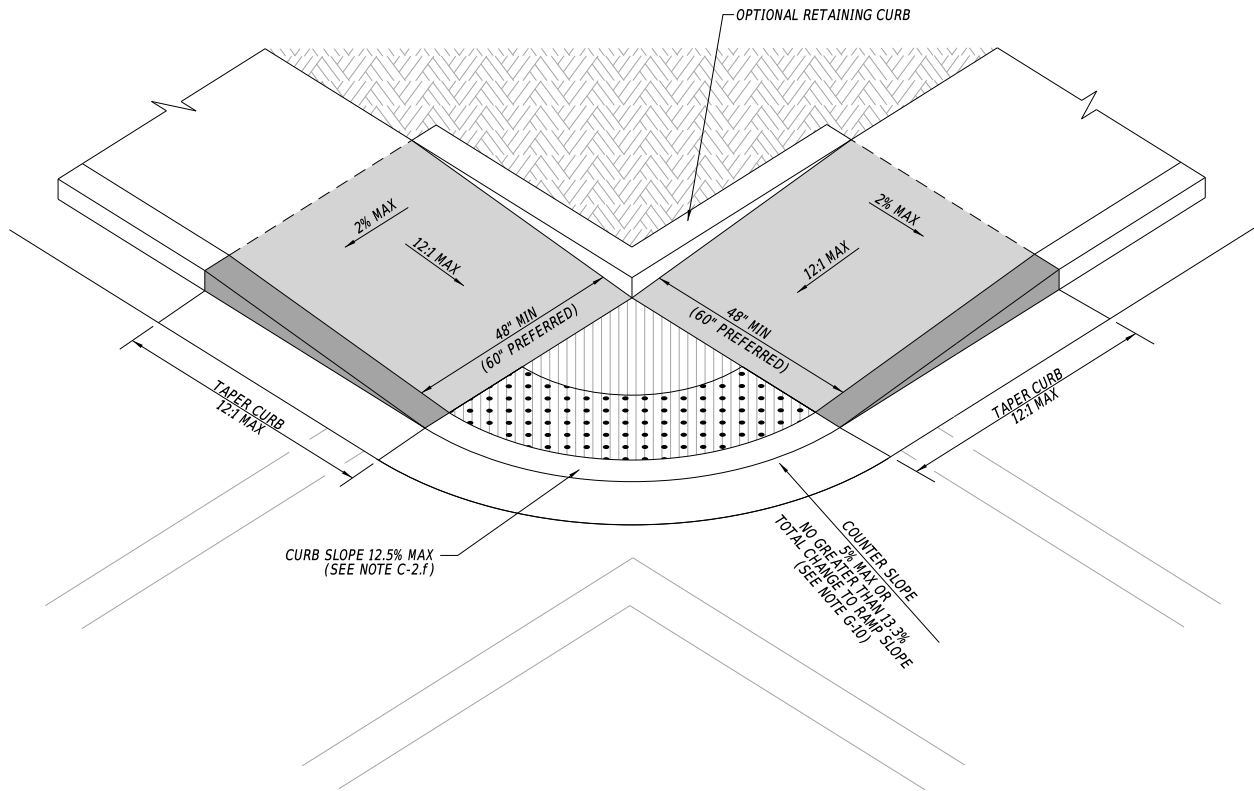 OPTIONAL RETAINING CURB
2% MAX
12:1 MAX
2% MAX
12:1 MAX
48" MIN
(60" PREFERRED)
48" MIN
(60" PREFERRED)
TAPER CURB
12:1 MAX
TAPER CURB
12:1 MAX
CURB SLOPE 12.5% MAX
(SEE NOTE C-2.f)
COUNTER SLOPE
5% MAX OR
NO GREATER THAN 13.3%
TOTAL CHANGE TO RAMP SLOPE
(SEE NOTE G-10)